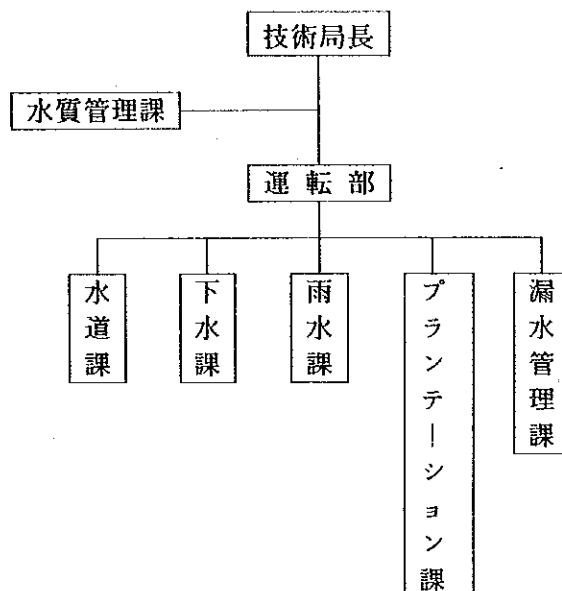 技術局長
水質管理課
運転部
水道課
下水課
雨水課
プランテーション課
漏水管理課